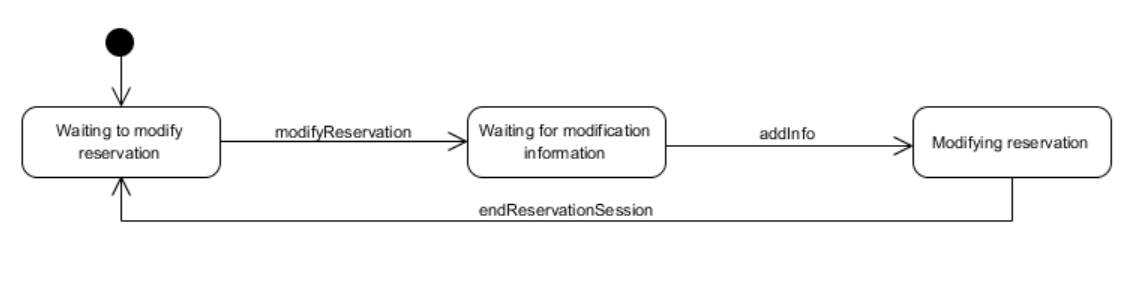 Waiting to modify
reservation
modifyReservation
Waiting for modification
information
addInfo
Modifying reservation
endReservationSession